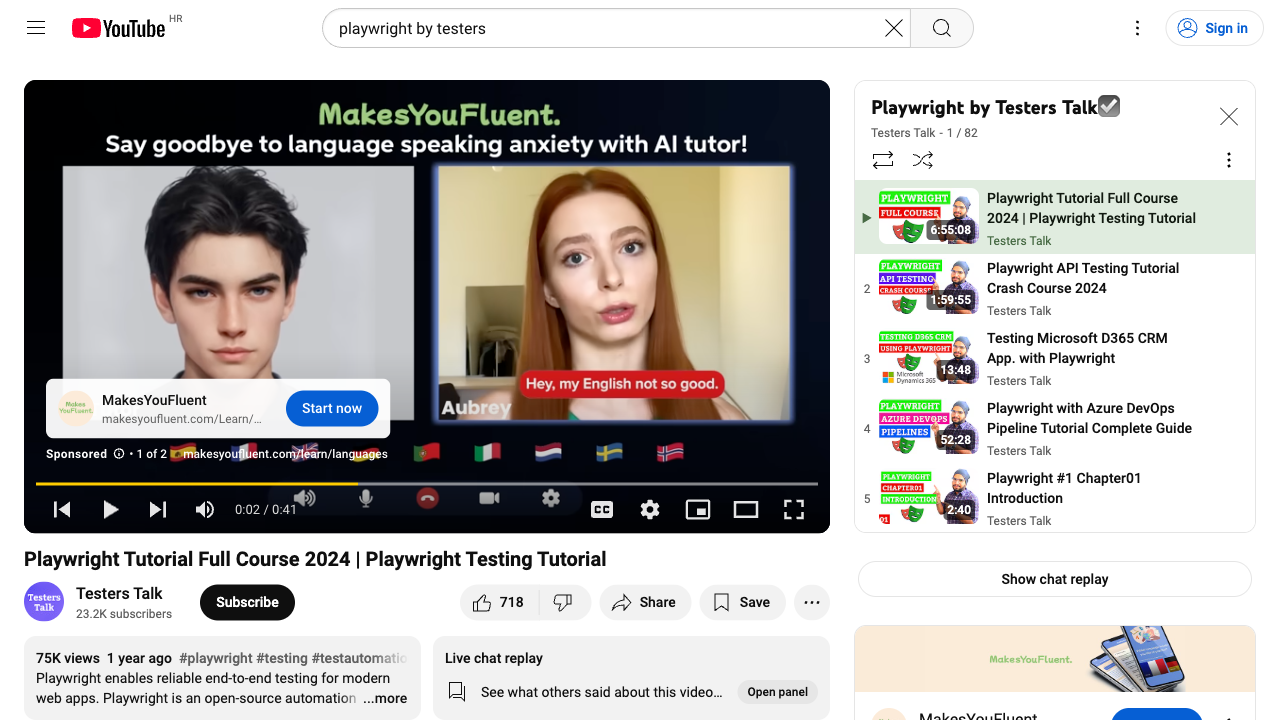 YouTube HR
playwright by testers
Sign in
MakesYouFluent.
Say goodbye to language speaking anxiety with AI tutor!
Hey, my English not so good.
Aubrey
Makes
YouFluent.
MakesYouFluent
makesyoufluent.com/Learn/...
Start now
Sponsored • 1 of 2 • makesyoufluent.com/learn/languages
0:02 / 0:41
CC
Playwright Tutorial Full Course 2024 | Playwright Testing Tutorial
Testers
Talk
Testers Talk
23.2K subscribers
Subscribe
718
Share
Save
75K views 1 year ago #playwright #testing #testautomatio
Playwright enables reliable end-to-end testing for modern
web apps. Playwright is an open-source automation ...more
Live chat replay
See what others said about this video...
Open panel
Playwright by Testers Talk
Testers Talk - 1 / 82
PLAYWRIGHT
FULL COURSE
6:55:08
Playwright Tutorial Full Course
2024 | Playwright Testing Tutorial
Testers Talk
2
PLAYWRIGHT
API TESTING
CRASH COURSE
1:59:55
Playwright API Testing Tutorial
Crash Course 2024
Testers Talk
3
TESTING D365 CRM
USING PLAYWRIGHT
Microsoft
Dynamics 365
13:48
Testing Microsoft D365 CRM
App. with Playwright
Testers Talk
4
PLAYWRIGHT
AZURE DEVOPS
PIPELINES
52:28
Playwright with Azure DevOps
Pipeline Tutorial Complete Guide
Testers Talk
5
PLAYWRIGHT
CHAPTER01
INTRODUCTION
01
2:40
Playwright #1 Chapter01
Introduction
Testers Talk
Show chat replay
MakesYouFluent.
MakesYouFluent